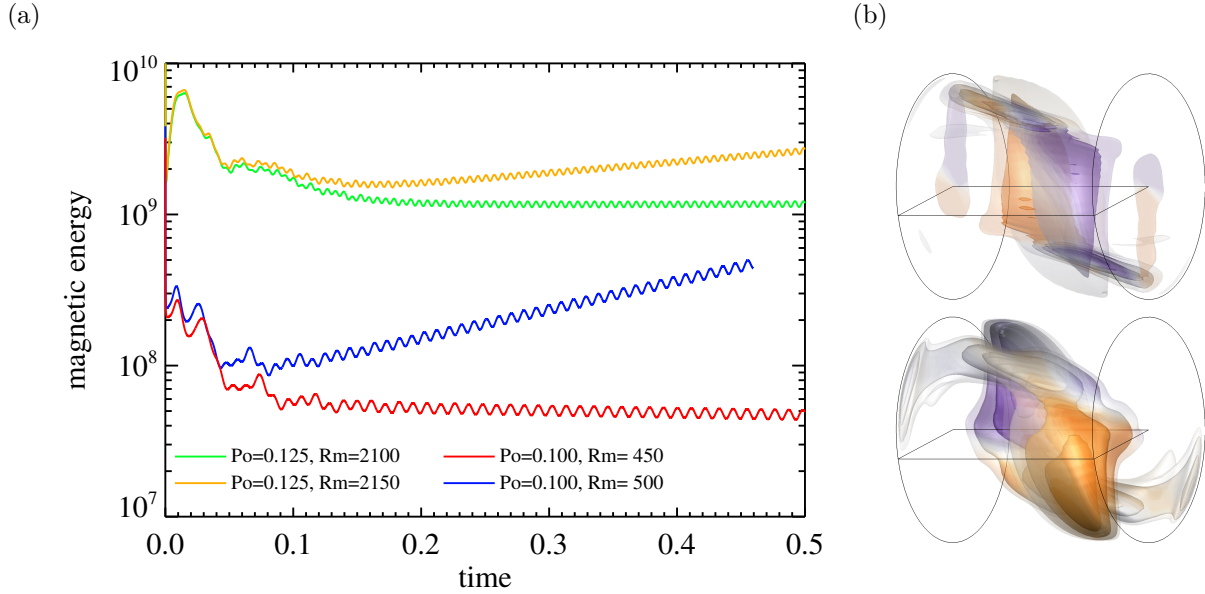 (a)
(b)
10^10
10^9
10^8
10^7
magnetic energy
Po=0.125, Rm=2100
Po=0.125, Rm=2150
Po=0.100, Rm= 450
Po=0.100, Rm= 500
0.0 0.1 0.2 0.3 0.4 0.5
time